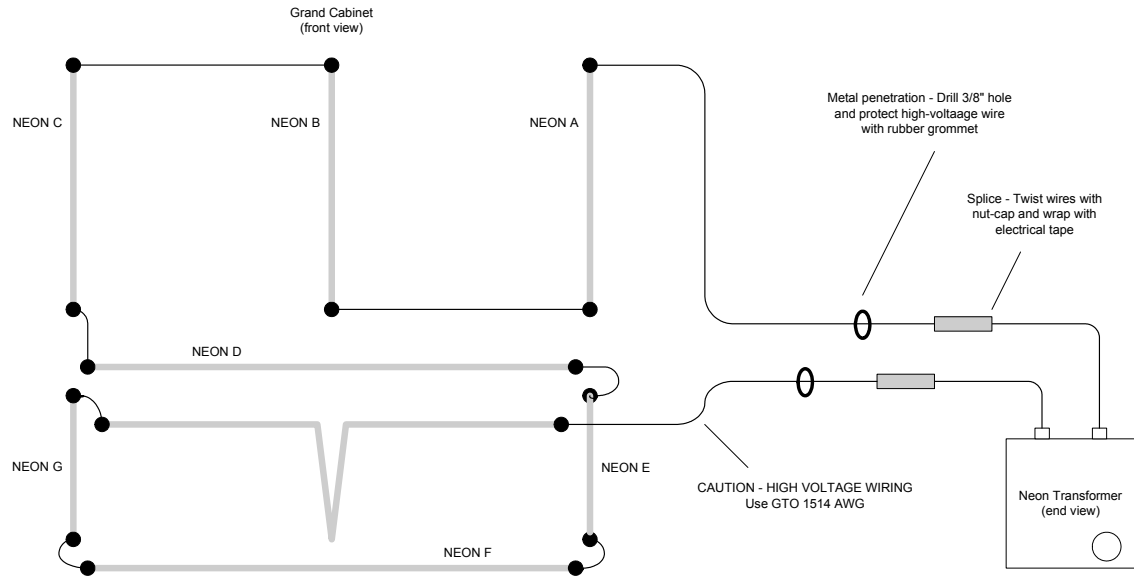 Grand Cabinet
(front view)
NEON C
NEON B
NEON A
Metal penetration - Drill 3/8" hole
and protect high-voltaage wire
with rubber grommet
Splice - Twist wires with
nut-cap and wrap with
electrical tape
NEON D
NEON G
NEON E
CAUTION - HIGH VOLTAGE WIRING
Use GTO 1514 AWG
Neon Transformer
(end view)
NEON F